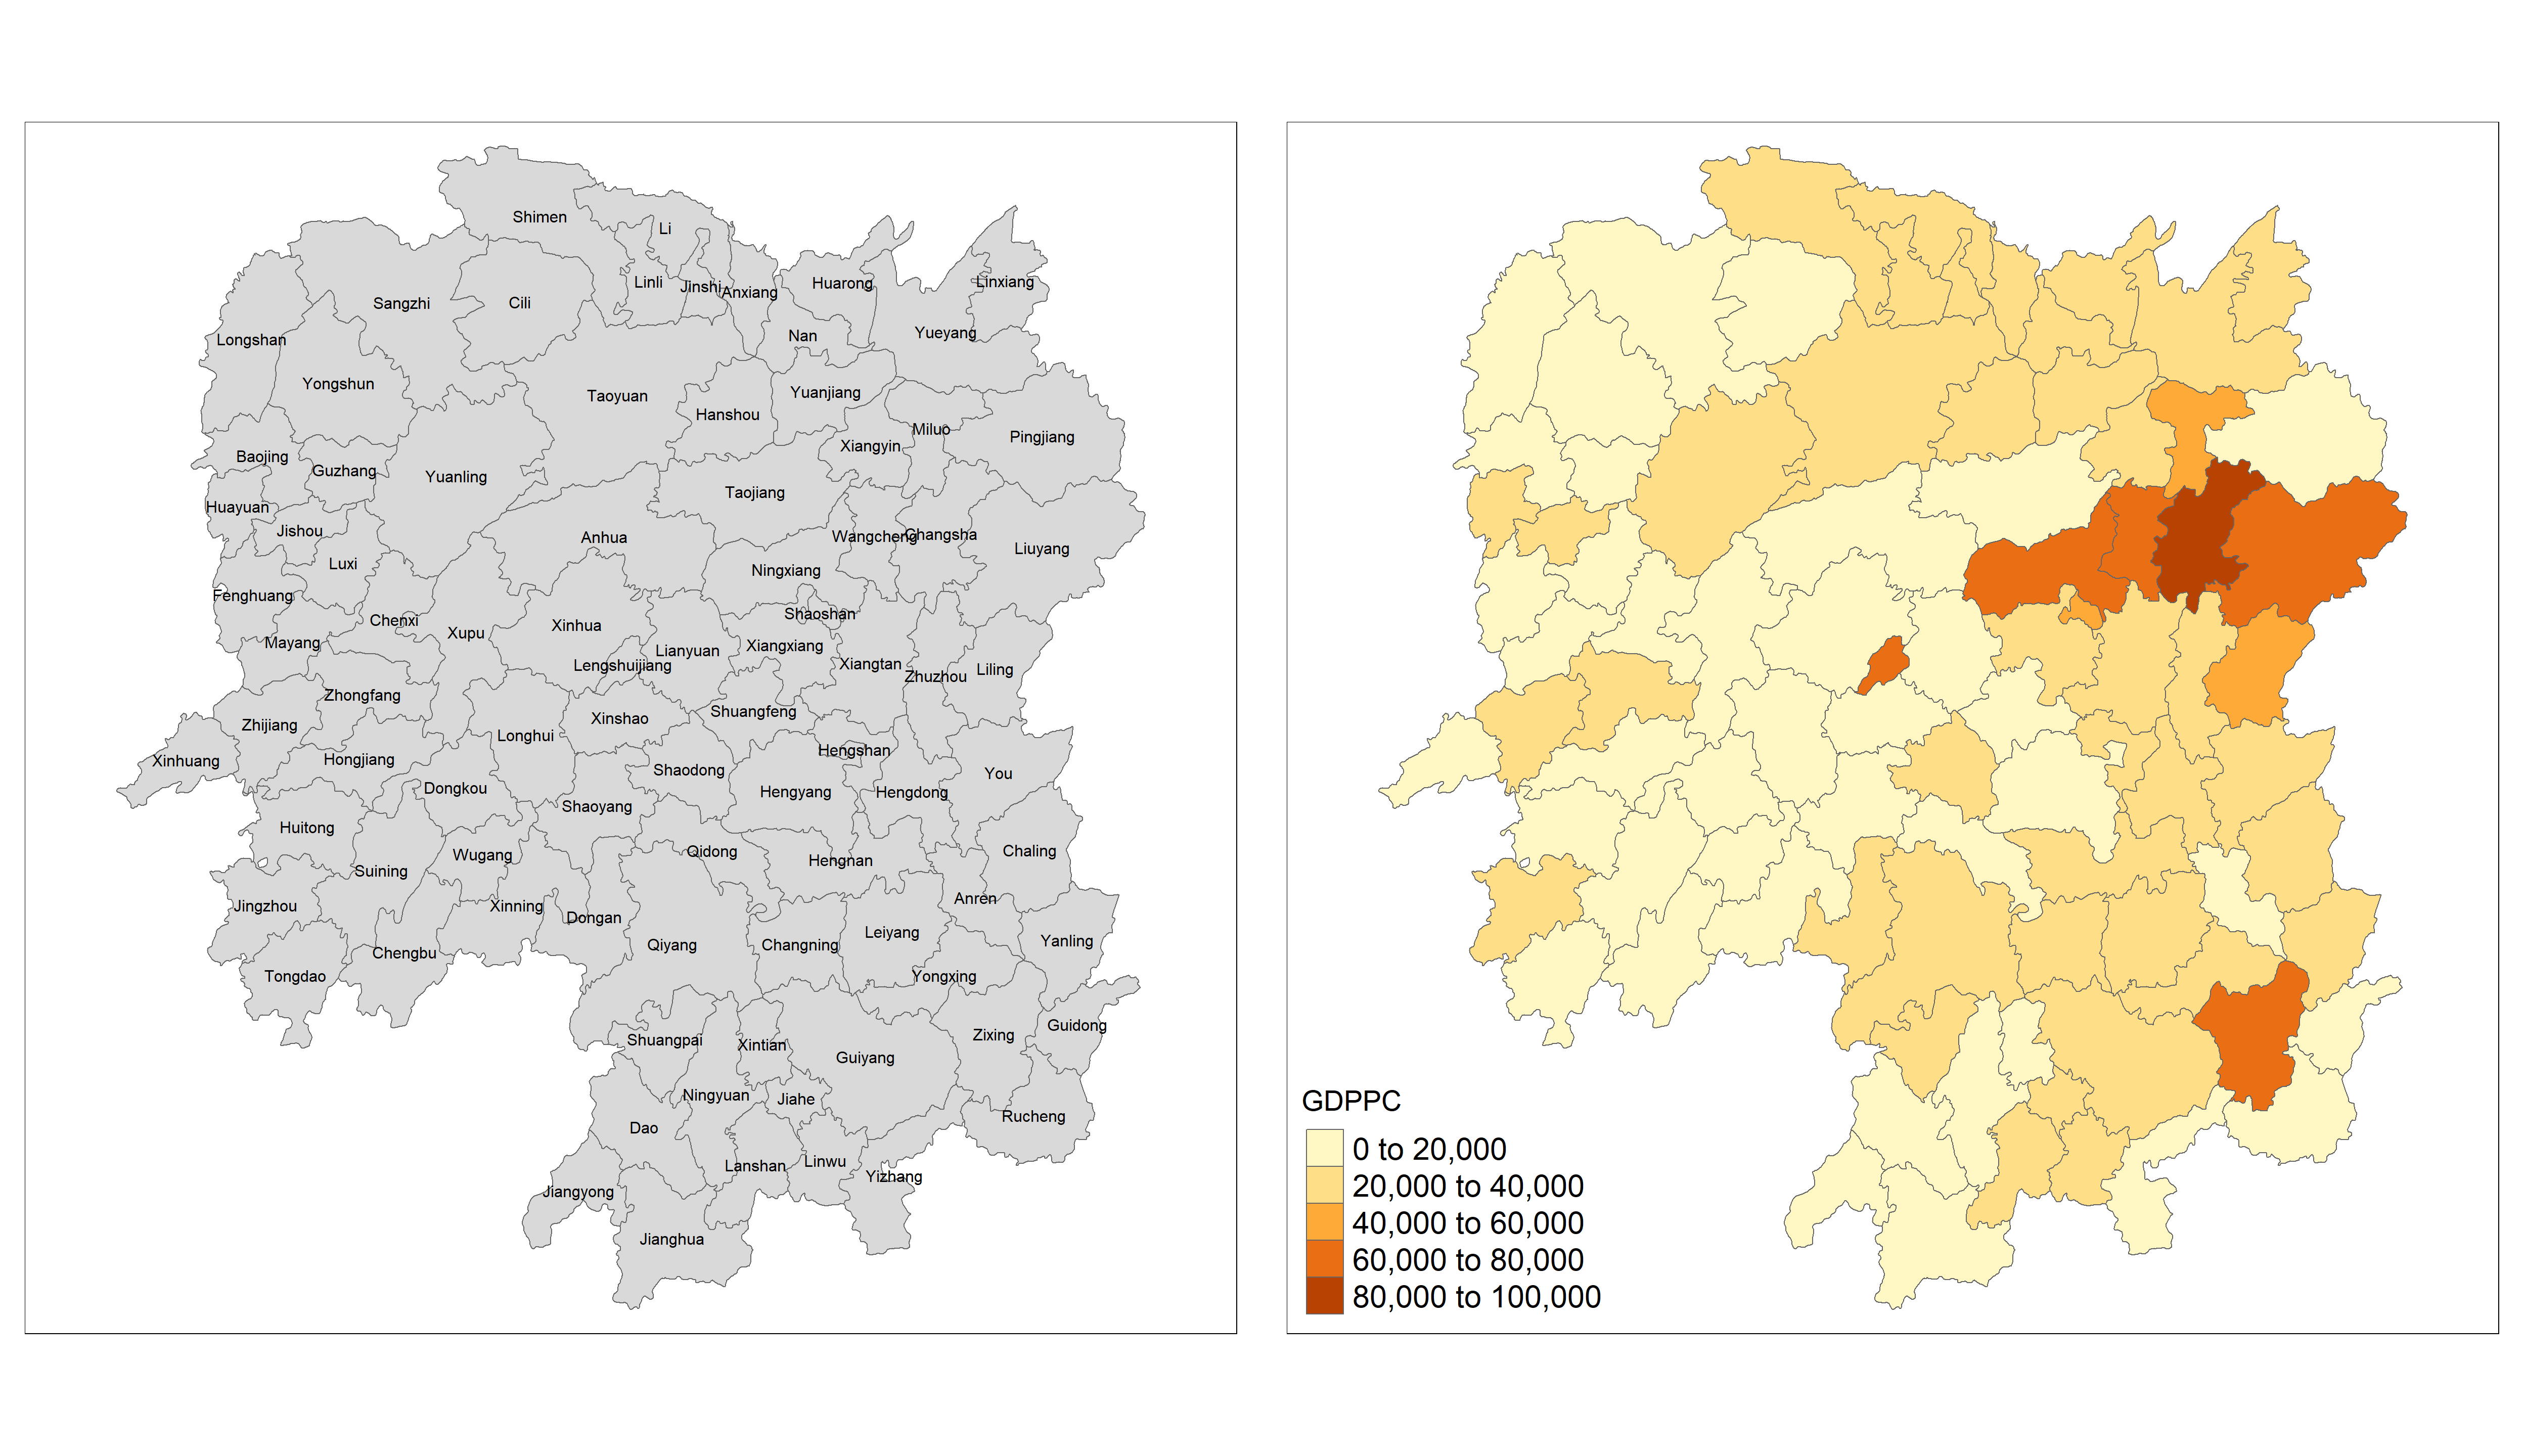 Shimen
Li
Linli
Jinshi
Anxiang
Huarong
Linxiang
Sangzhi
Cili
Nan
Yueyang
Longshan
Yongshun
Taoyuan
Yuanjiang
Hanshou
Miluo
Pingjiang
Xiangyin
Baojing
Guzhang
Yuanling
Taojiang
Huayuan
Jishou
Anhua
Wangcheng
Changsha
Liuyang
Luxi
Ningxiang
Fenghuang
Shaoshan
Chenxi
Xinhua
Xupu
Mayang
Lianyuan
Xiangxiang
Lengshuijiang
Xiangtan
Zhuzhou
Liling
Zhongfang
Shuangfeng
Xinshao
Zhijiang
Longhui
Hengshan
Xinhuang
Hongjiang
Shaodong
You
Dongkou
Hengyang
Hengdong
Shaoyang
Huitong
Wugang
Qidong
Hengnan
Chaling
Suining
Anren
Jingzhou
Xinning
Dongan
Leiyang
Yanling
Qiyang
Changning
Chengbu
Tongdao
Yongxing
Guidong
Zixing
Shuangpai
Xintian
Guiyang
Ningyuan
Jiahe
Rucheng
Dao
Lanshan
Linwu
Yizhang
Jiangyong
Jianghua
GDPPC
0 to 20,000
20,000 to 40,000
40,000 to 60,000
60,000 to 80,000
80,000 to 100,000